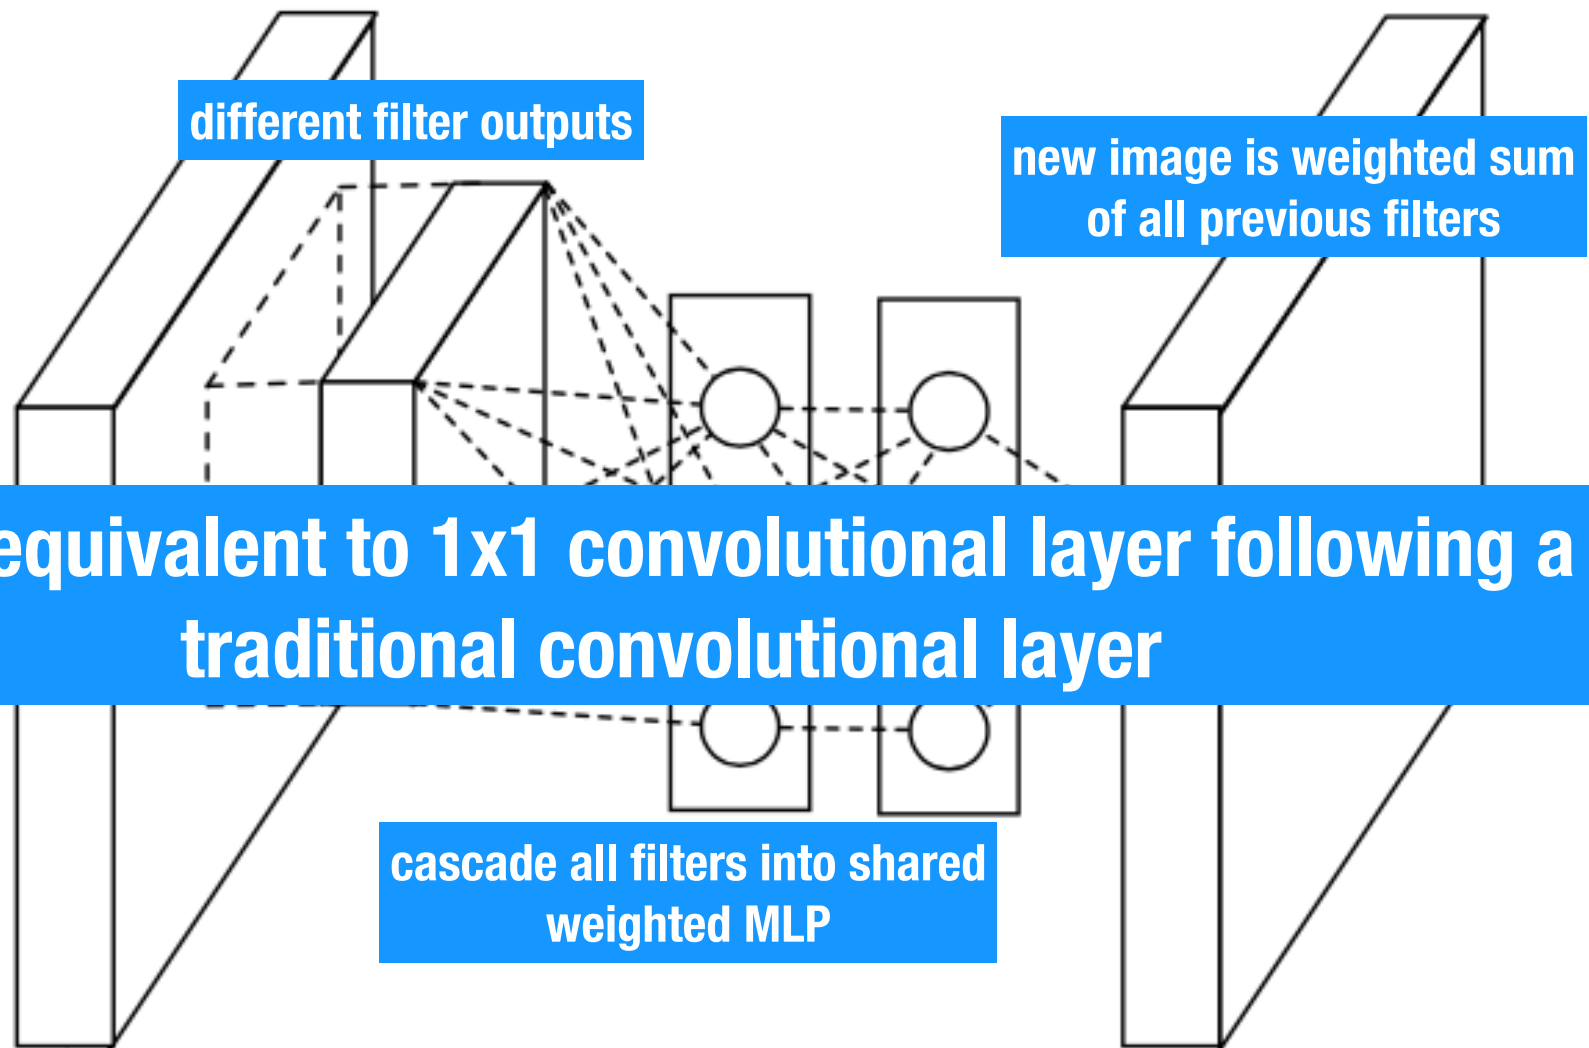 different filter outputs
new image is weighted sum
of all previous filters
equivalent to 1x1 convolutional layer following a
traditional convolutional layer
cascade all filters into shared
weighted MLP